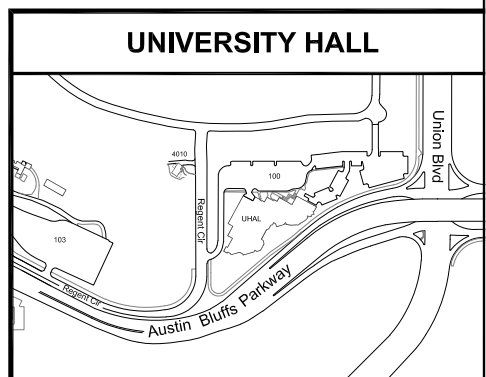 UNIVERSITY HALL
Union Blvd
4010
100
Regent Cir
UHAL
103
Regent Cir
Austin Bluffs Parkway